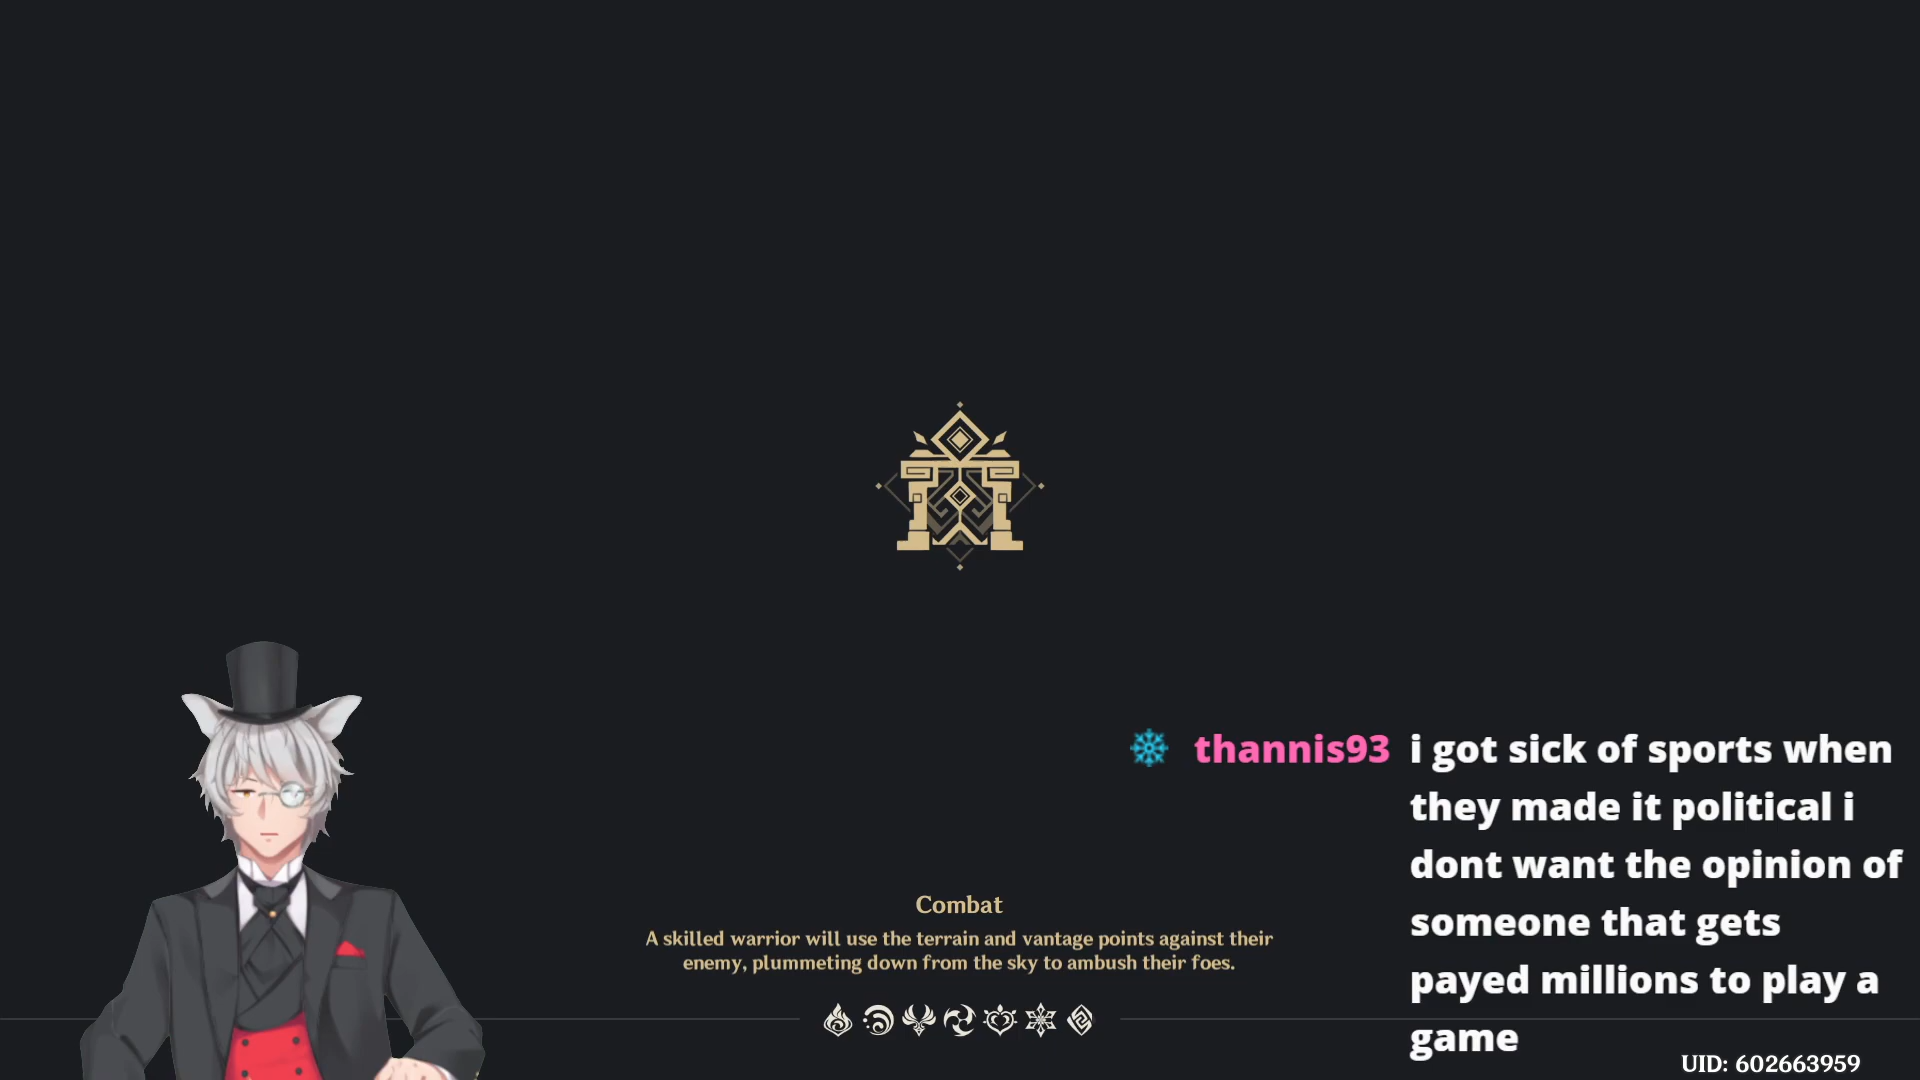 thannis93 i got sick of sports when
they made it political i
dont want the opinion of
someone that gets
payed millions to play a
game
Combat
A skilled warrior will use the terrain and vantage points against their
enemy, plummeting down from the sky to ambush their foes.
UID: 602663959